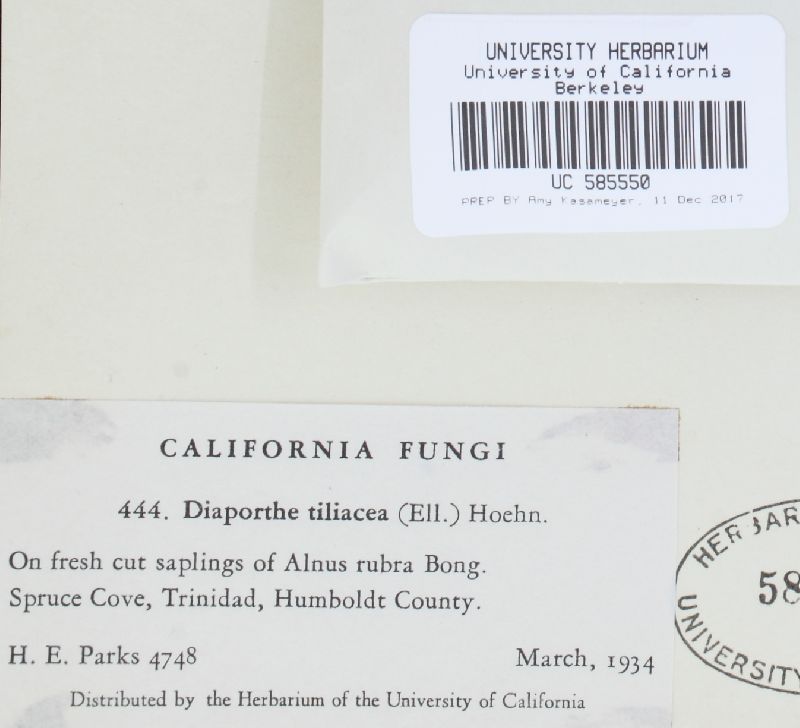 UNIVERSITY HERBARIUM
University of California
Berkeley
UC 585550
PREP BY Amy Kasameyer, 11 Dec 2017
CALIFORNIA FUNGI
444. Diaporthe tiliacea (Ell.) Hoehn.
On fresh cut saplings of Alnus rubra Bong.
Spruce Cove, Trinidad, Humboldt County.
H. E. Parks 4748 March, 1934
Distributed by the Herbarium of the University of California
HERBAR
58
UNIVERSITY